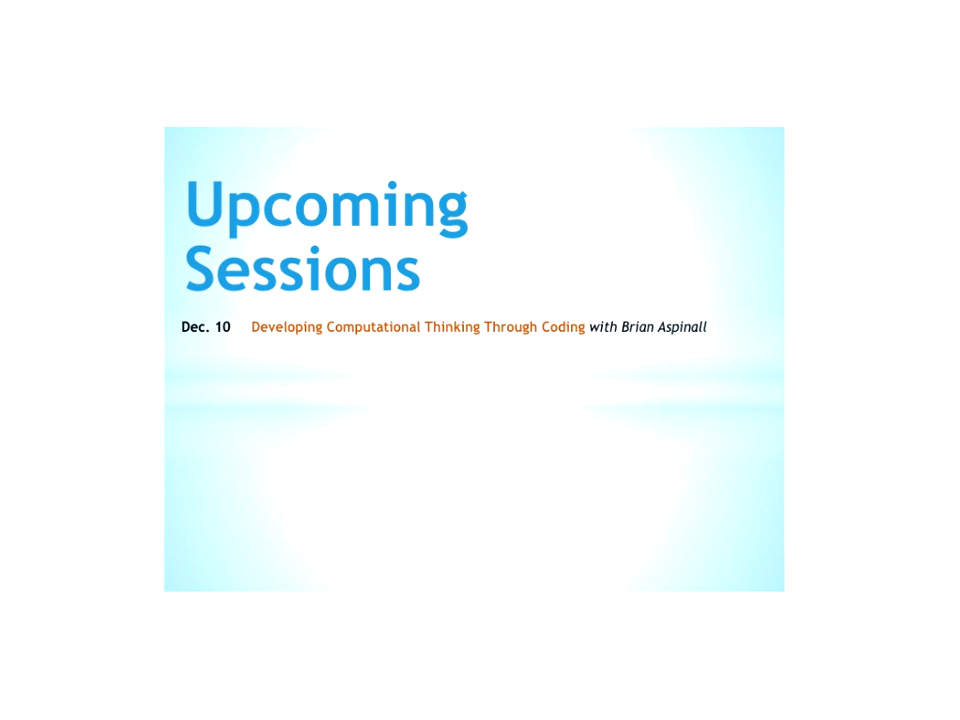 Upcoming
Sessions
Dec. 10 Developing Computational Thinking Through Coding with Brian Aspinall